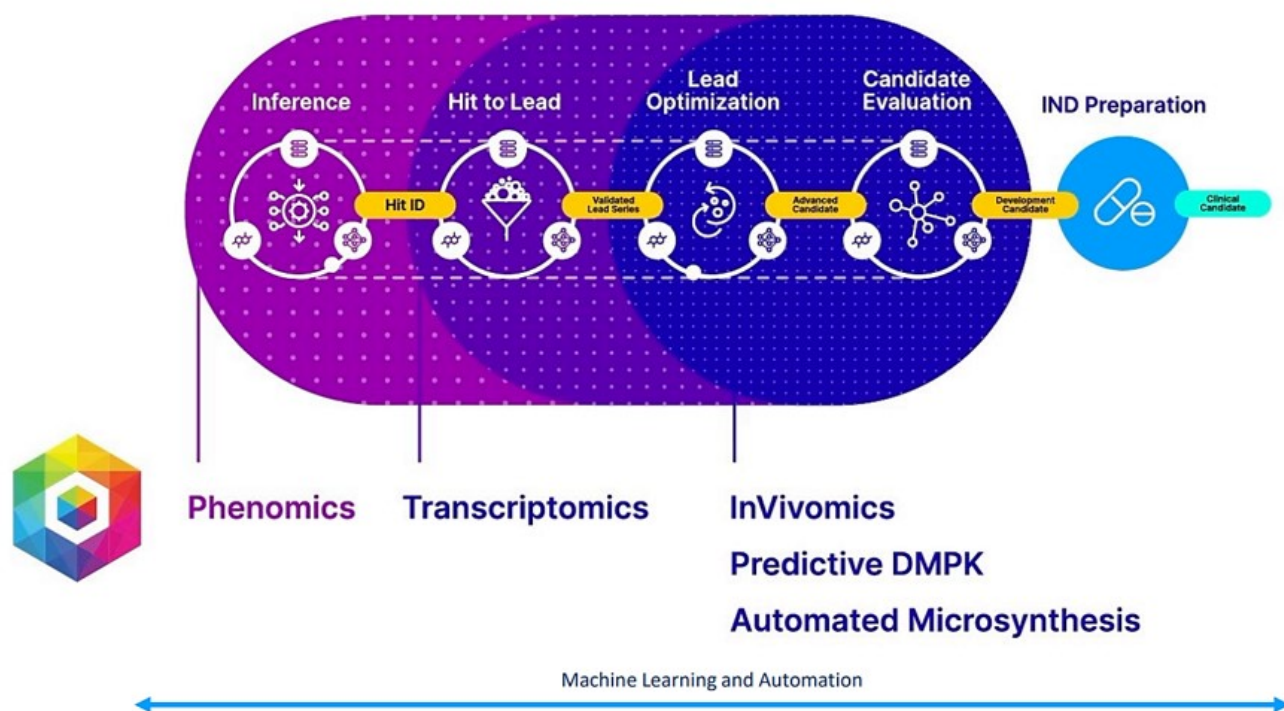 Inference
Hit to Lead
Lead
Optimization
Candidate
Evaluation
IND Preparation
Hit ID
Validated
Lead Series
Advanced
Candidate
Development
Candidate
Clinical
Candidate
Phenomics
Transcriptomics
InVivomics
Predictive DMPK
Automated Microsynthesis
Machine Learning and Automation